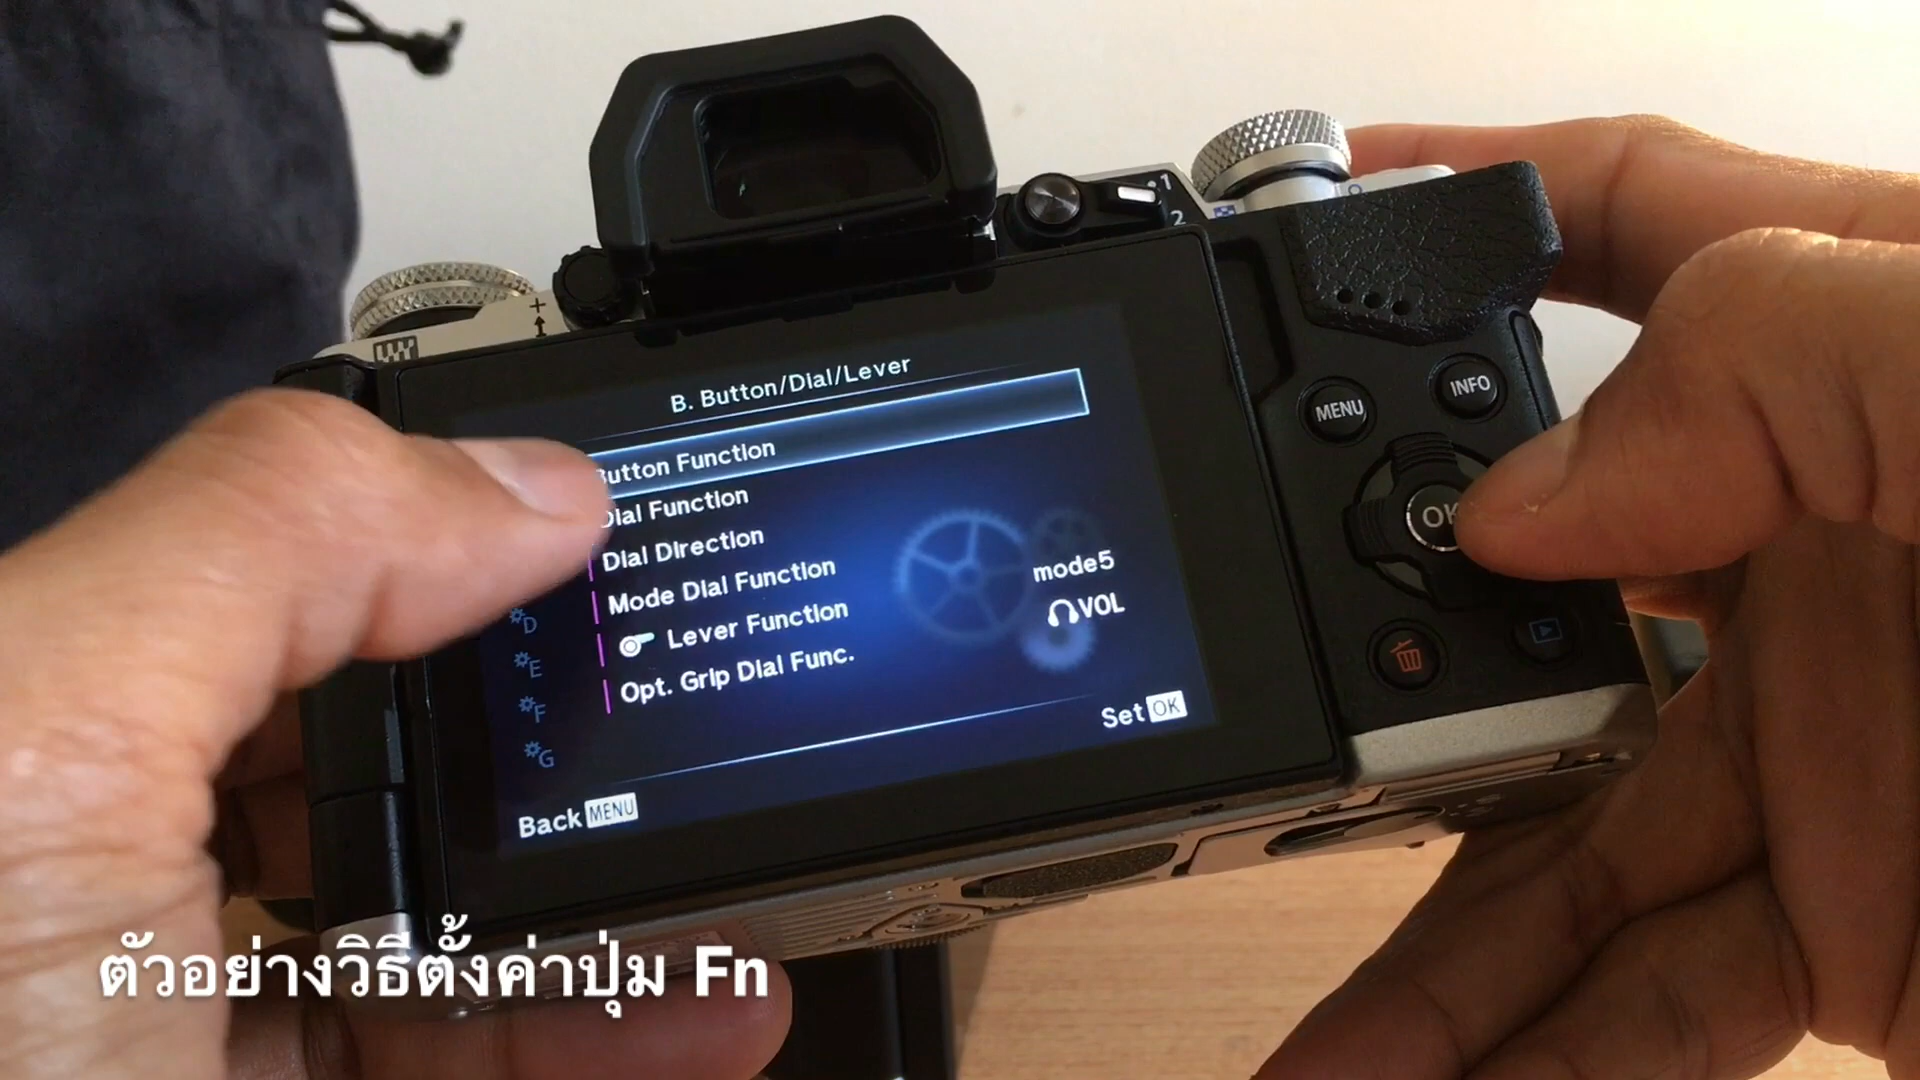 1
2
+
B. Button/Dial/Lever
Button Function
Dial Function
Dial Direction
Mode Dial Function
Lever Function
mode5
VOL
Opt. Grip Dial Func.
D
E
F
G
Back MENU
Set OK
MENU
INFO
OK
ตัวอย่างวิธีตั้งค่าปุ่ม Fn